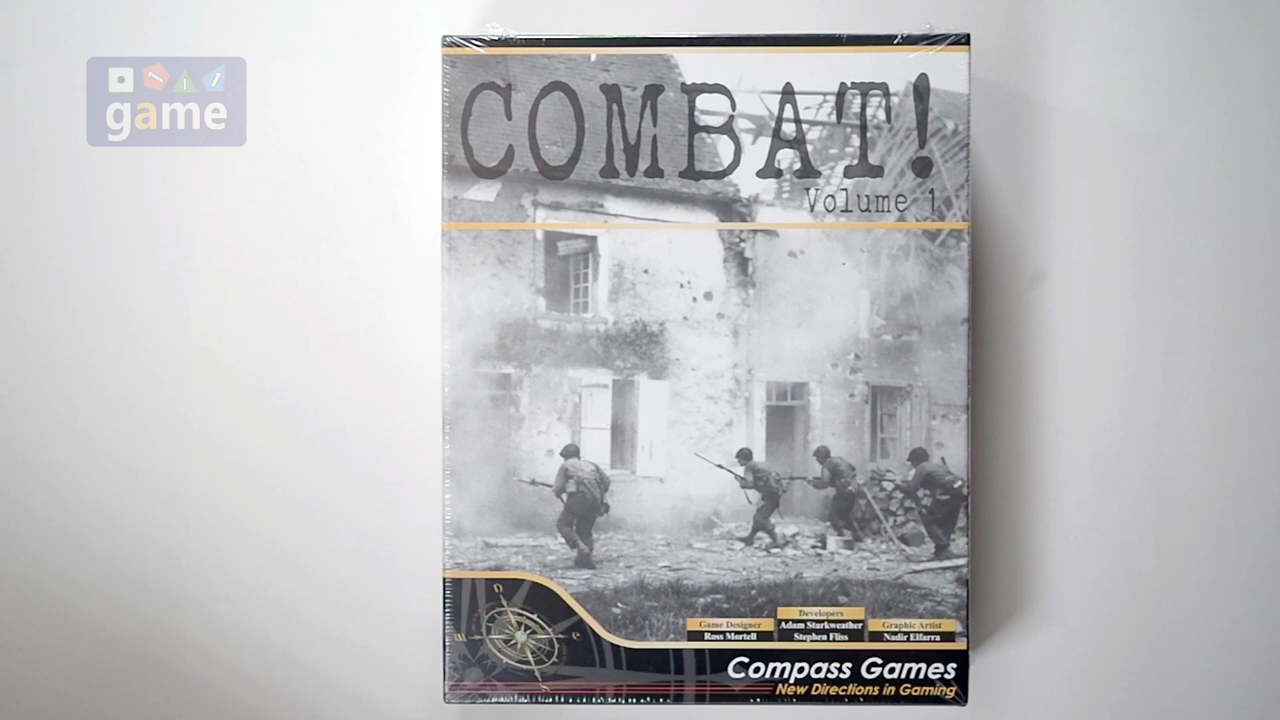 game
COMBAT!
Volume 1
Developers
Game Designer
Adam Starkweather
Graphic Artist
Ross Mortell
Stephen Fliss
Nadir Elfarra
n
w
e
Compass Games
New Directions in Gaming